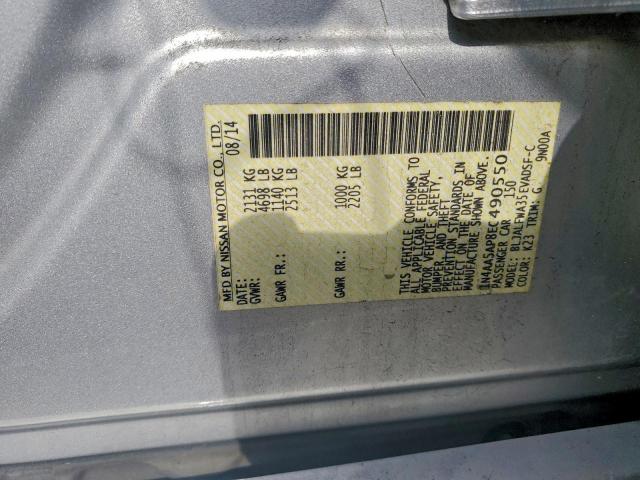 MFD BY NISSAN MOTOR CO., LTD.
DATE: 08/14
GVWR: 2131 KG
4698 LB
GAWR FR.: 1140 KG
2513 LB
GAWR RR.: 1000 KG
2205 LB
THIS VEHICLE CONFORMS TO
ALL APPLICABLE FEDERAL
MOTOR VEHICLE SAFETY,
BUMPER, AND THEFT
PREVENTION STANDARDS IN
EFFECT ON THE DATE OF
MANUFACTURE SHOWN ABOVE.
1N4AA5AP8EC490550
PASSENGER CAR 150
MODEL: BLJALFWA35EVADSF-C
COLOR: K23 TRIM: G 9N00A